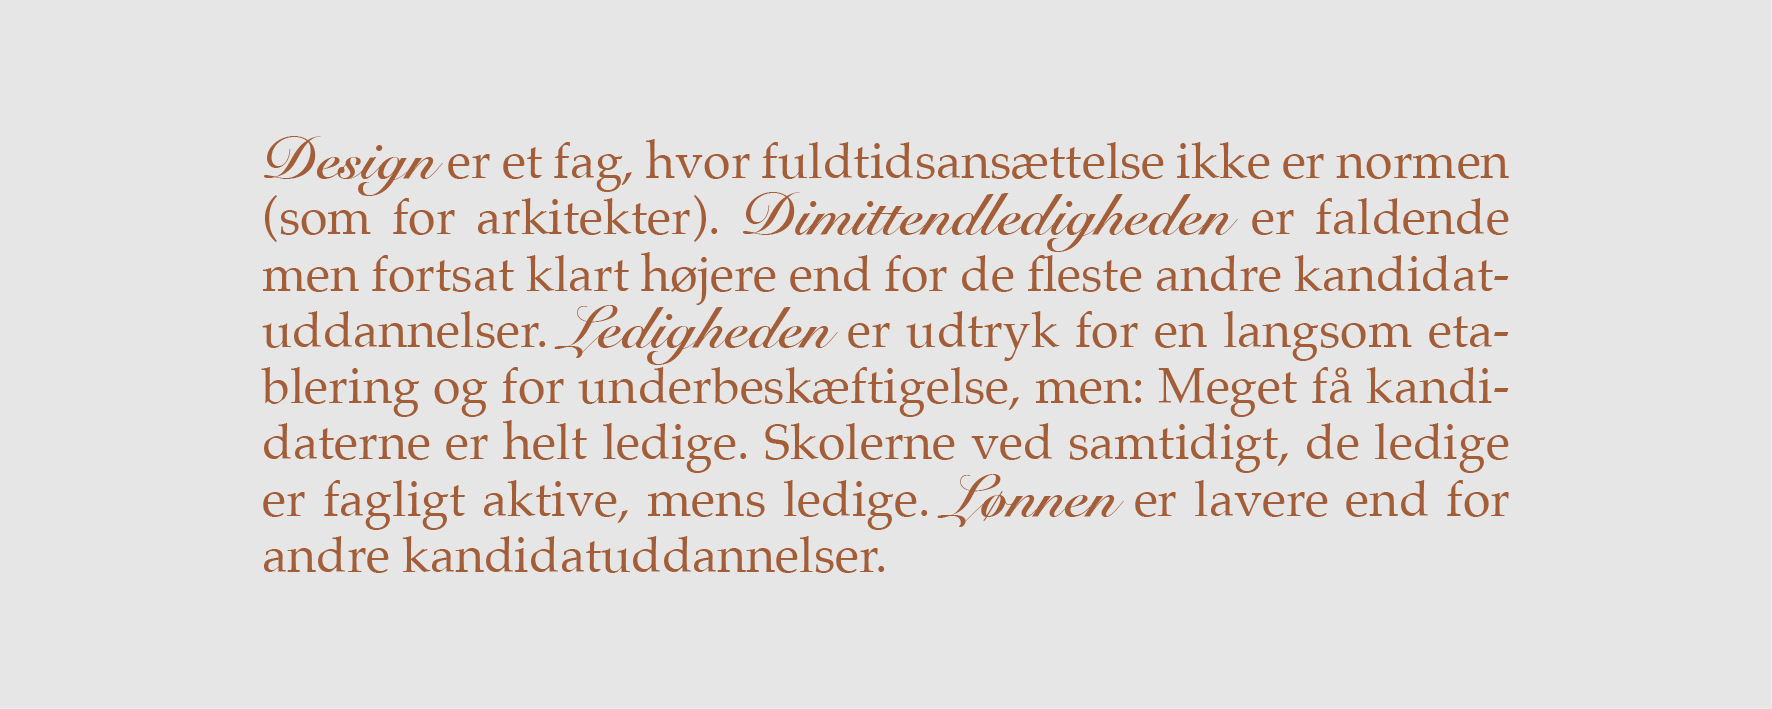 Design er et fag, hvor fuldtidsansættelse ikke er normen
(som for arkitekter). Dimittendledigheden er faldende
men fortsat klart højere end for de fleste andre kandidat-
uddannelser. Ledigheden er udtryk for en langsom eta-
blering og for underbeskæftigelse, men: Meget få kandi-
daterne er helt ledige. Skolerne ved samtidigt, de ledige
er fagligt aktive, mens ledige. Lønnen er lavere end for
andre kandidatuddannelser.